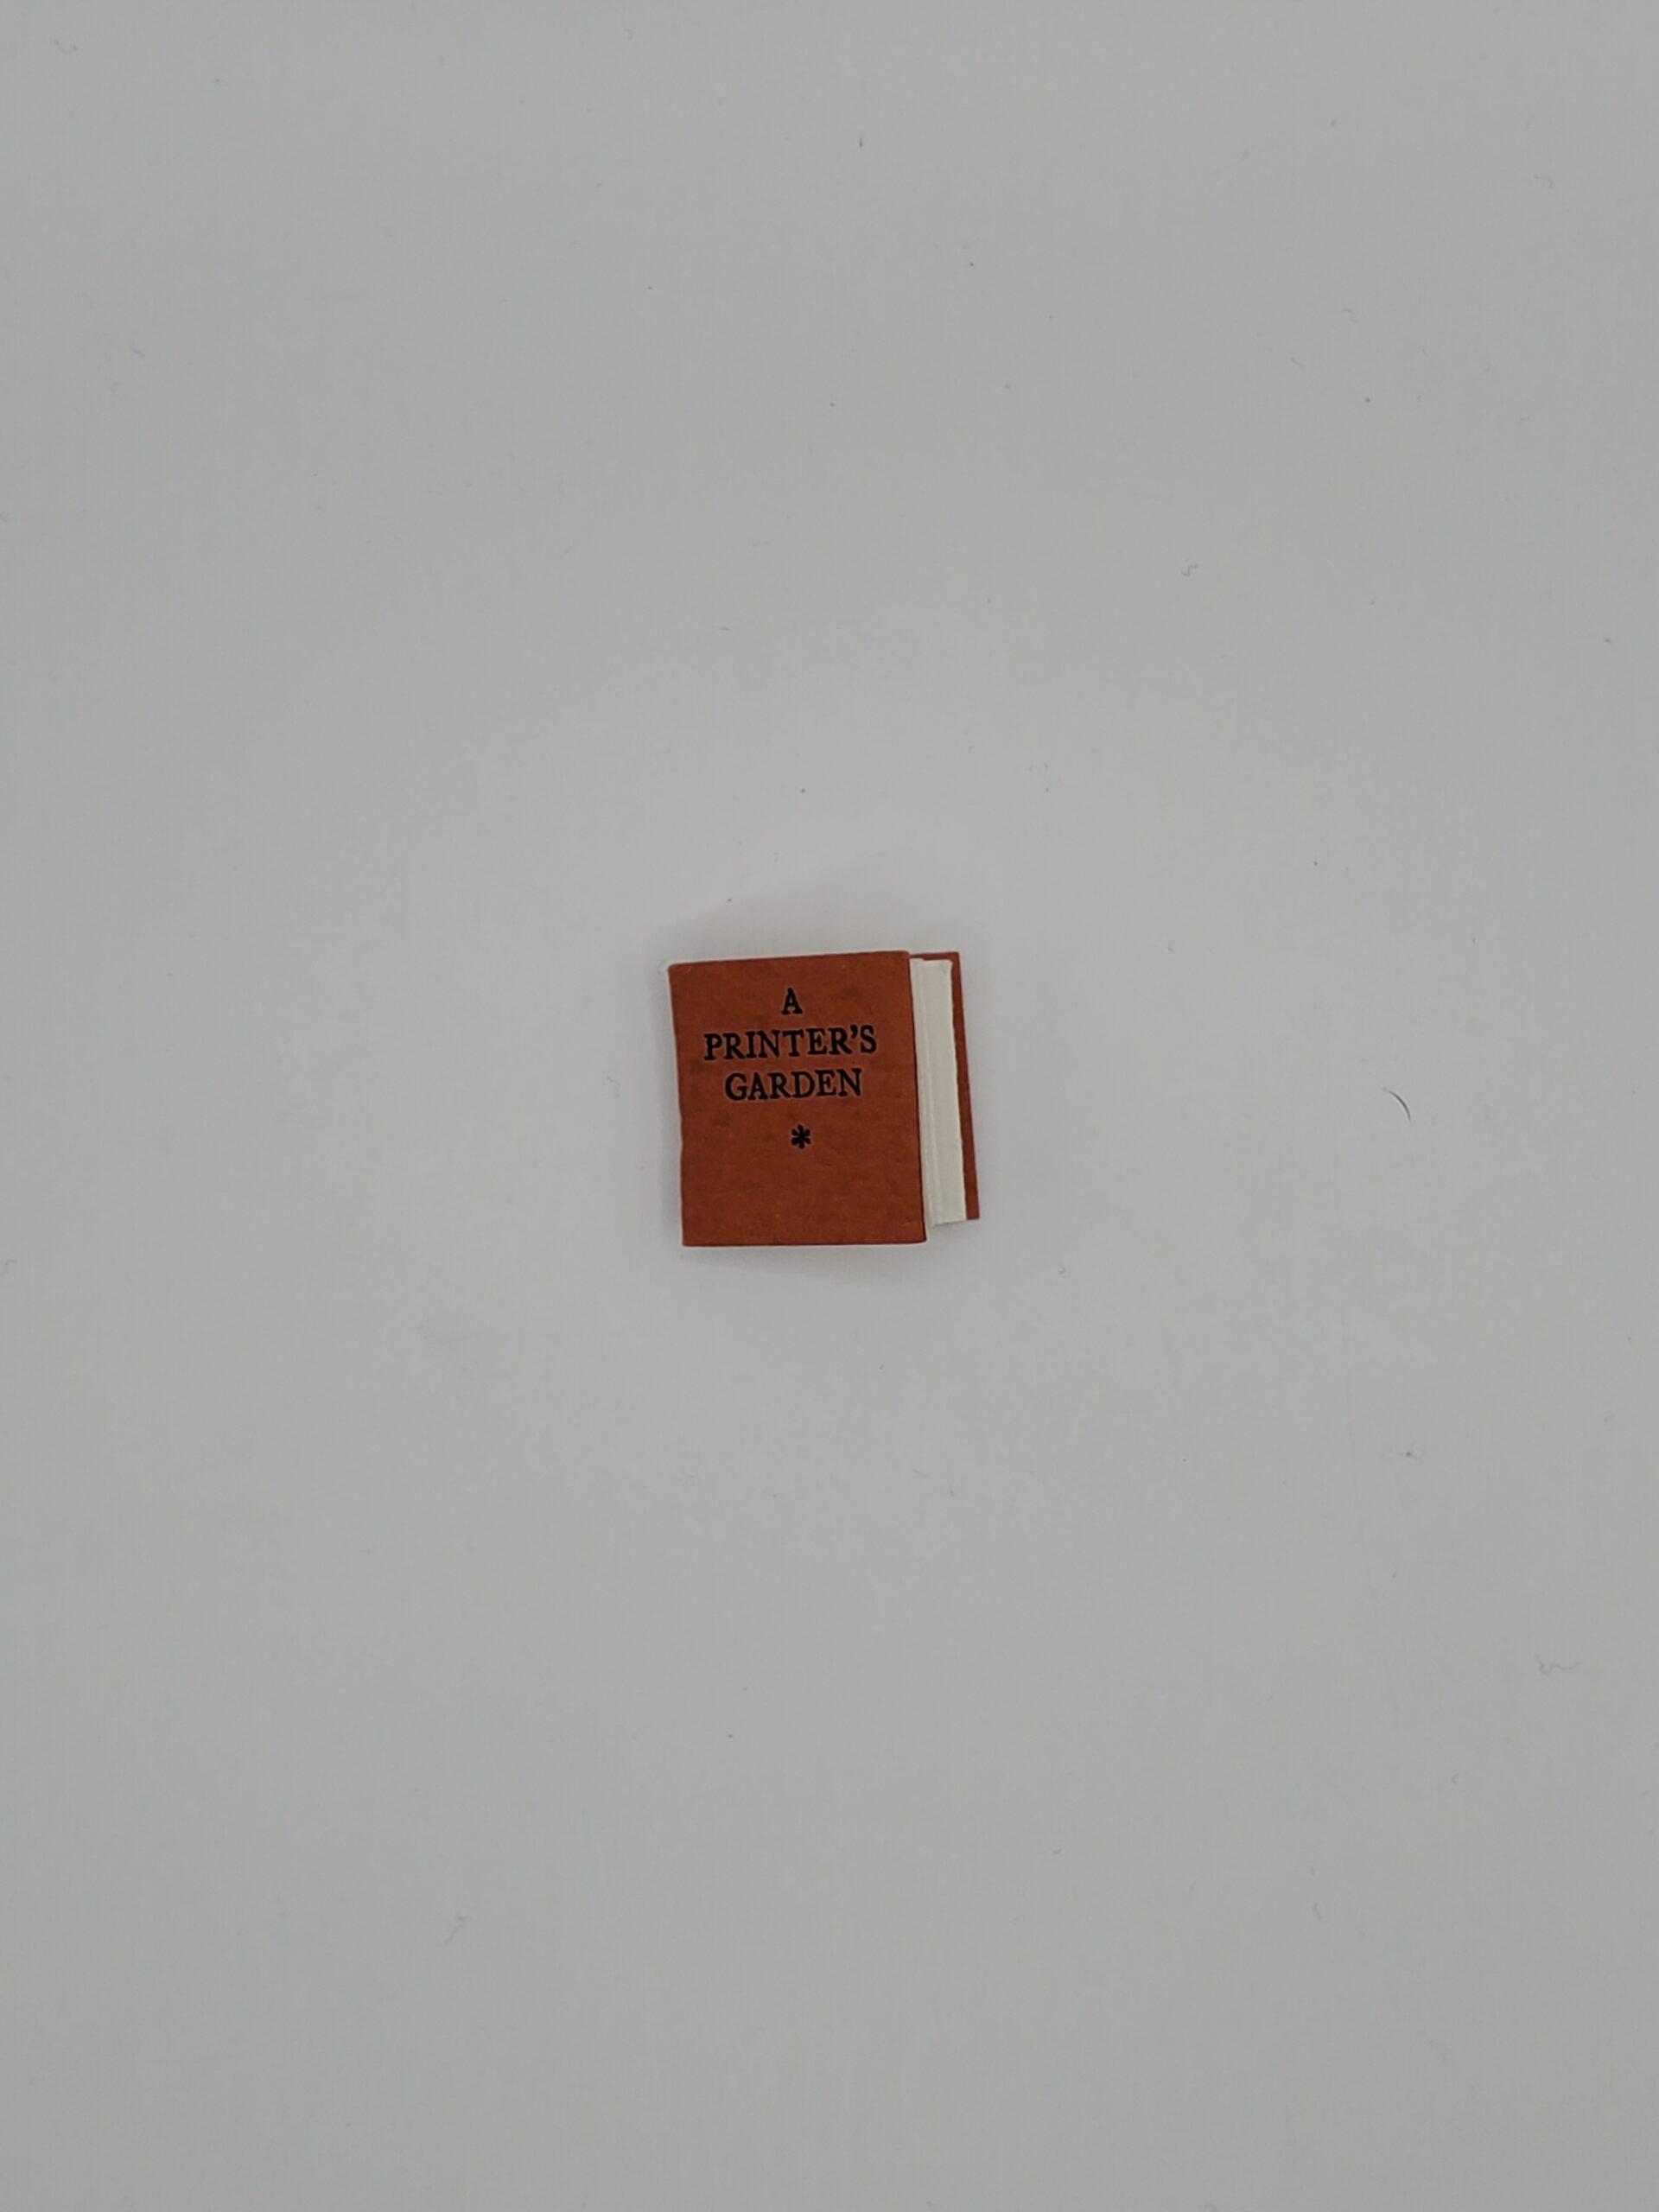 A
PRINTER'S
GARDEN
*